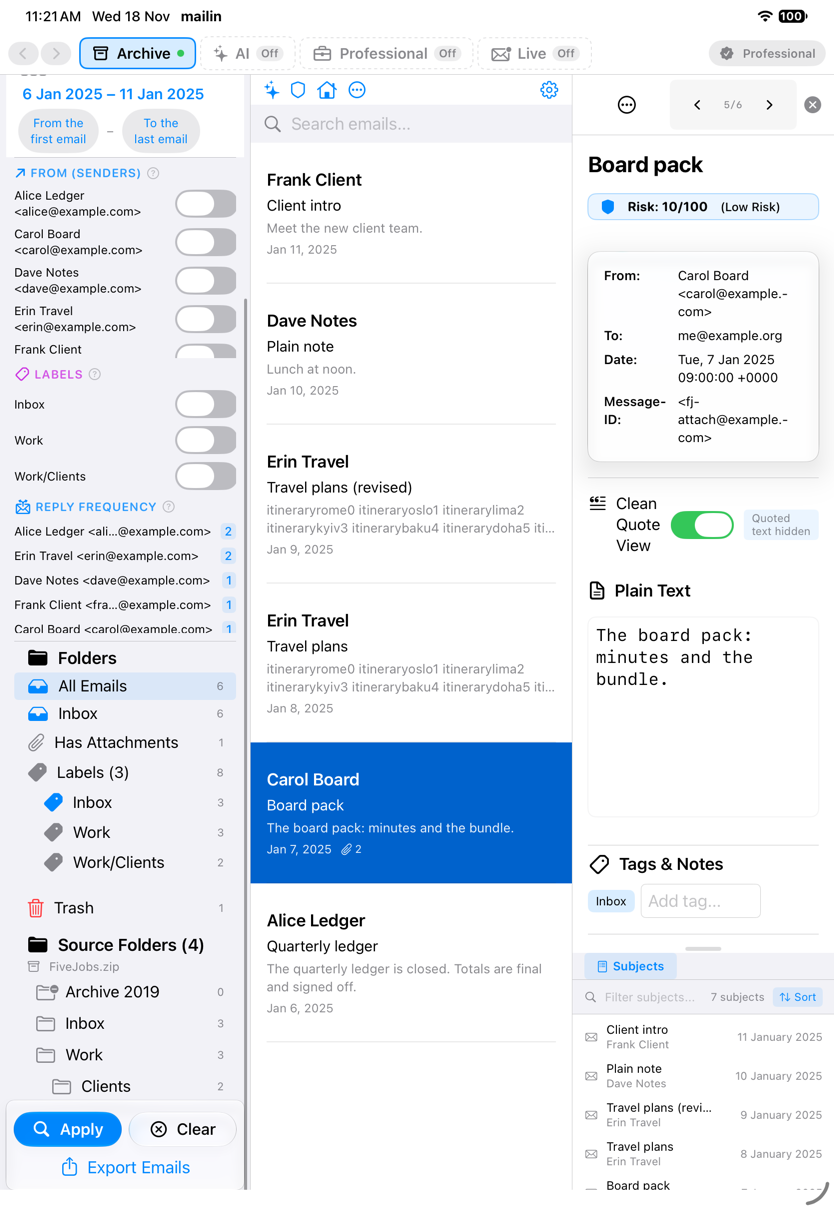 11:21 AM Wed 18 Nov mailin 100
Archive AI Off Professional Off Live Off Professional
6 Jan 2025 – 11 Jan 2025
From the first email – To the last email
FROM (SENDERS) ?
Alice Ledger
<alice@example.com>
Carol Board
<carol@example.com>
Dave Notes
<dave@example.com>
Erin Travel
<erin@example.com>
Frank Client
LABELS ?
Inbox
Work
Work/Clients
REPLY FREQUENCY ?
Alice Ledger <ali...@example.com> 2
Erin Travel <erin@example.com> 2
Dave Notes <dave@example.com> 1
Frank Client <fra...@example.com> 1
Carol Board <carol@example.com> 1
Folders
All Emails 6
Inbox 6
Has Attachments 1
Labels (3) 8
Inbox 3
Work 3
Work/Clients 2
Trash 1
Source Folders (4)
FiveJobs.zip
Archive 2019 0
Inbox 3
Work 3
Clients 2
Apply Clear
Export Emails
Search emails...
Frank Client
Client intro
Meet the new client team.
Jan 11, 2025
Dave Notes
Plain note
Lunch at noon.
Jan 10, 2025
Erin Travel
Travel plans (revised)
itineraryrome0 itineraryoslo1 itinerarylima2
itinerarykyiv3 itinerarybaku4 itinerarydoha5 iti...
Jan 9, 2025
Erin Travel
Travel plans
itineraryrome0 itineraryoslo1 itinerarylima2
itinerarykyiv3 itinerarybaku4 itinerarydoha5 iti...
Jan 8, 2025
Carol Board
Board pack
The board pack: minutes and the bundle.
Jan 7, 2025 2
Alice Ledger
Quarterly ledger
The quarterly ledger is closed. Totals are final
and signed off.
Jan 6, 2025
5/6
Board pack
Risk: 10/100 (Low Risk)
From: Carol Board
<carol@example.-
com>
To: me@example.org
Date: Tue, 7 Jan 2025
09:00:00 +0000
Message-ID: <fj-
attach@example.-
com>
Clean
Quote
View
Quoted
text hidden
Plain Text
The board pack:
minutes and the
bundle.
Tags & Notes
Inbox Add tag...
Subjects
Filter subjects... 7 subjects Sort
Client intro 11 January 2025
Frank Client
Plain note 10 January 2025
Dave Notes
Travel plans (revi... 9 January 2025
Erin Travel
Travel plans 8 January 2025
Erin Travel
Board pack